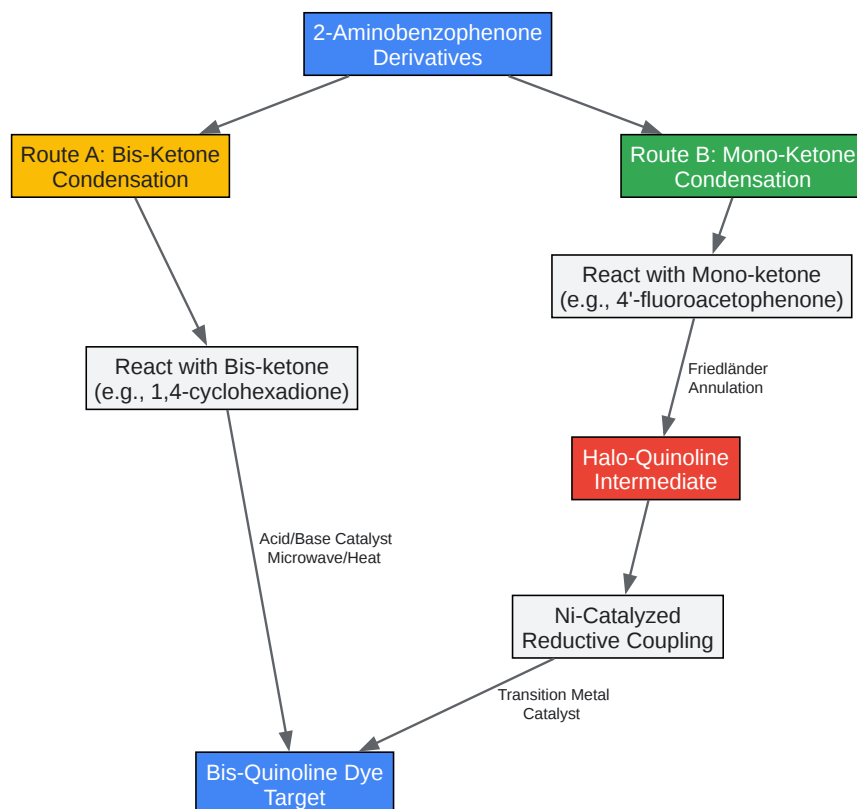 2-Aminobenzophenone
Derivatives
Route A: Bis-Ketone
Condensation
Route B: Mono-Ketone
Condensation
React with Mono-ketone
(e.g., 4'-fluoroacetophenone)
React with Bis-ketone
(e.g., 1,4-cyclohexadione)
Friedländer
Annulation
Halo-Quinoline
Intermediate
Acid/Base Catalyst
Microwave/Heat
Ni-Catalyzed
Reductive Coupling
Transition Metal
Catalyst
Bis-Quinoline Dye
Target